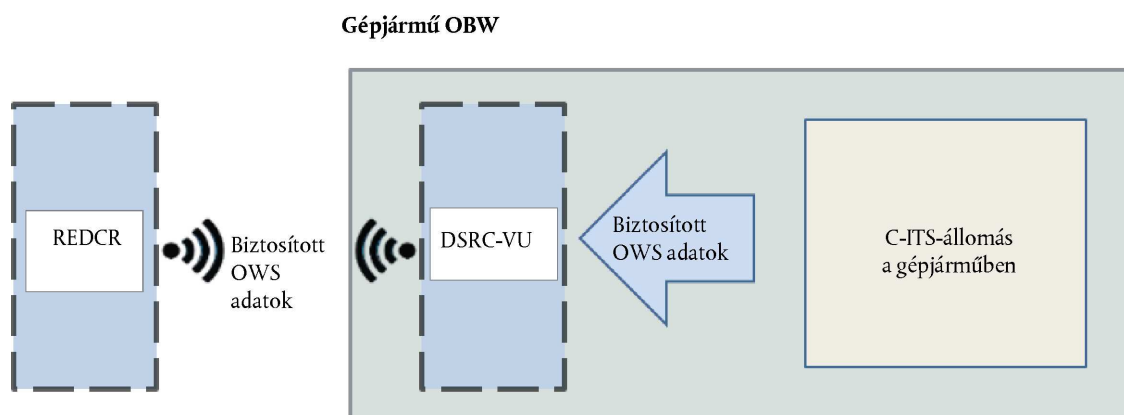 Gépjármű OBW
REDCR
Biztosított
OWS
adatok
DSRC-VU
Biztosított
OWS adatok
C-ITS-állomás
a gépjárműben